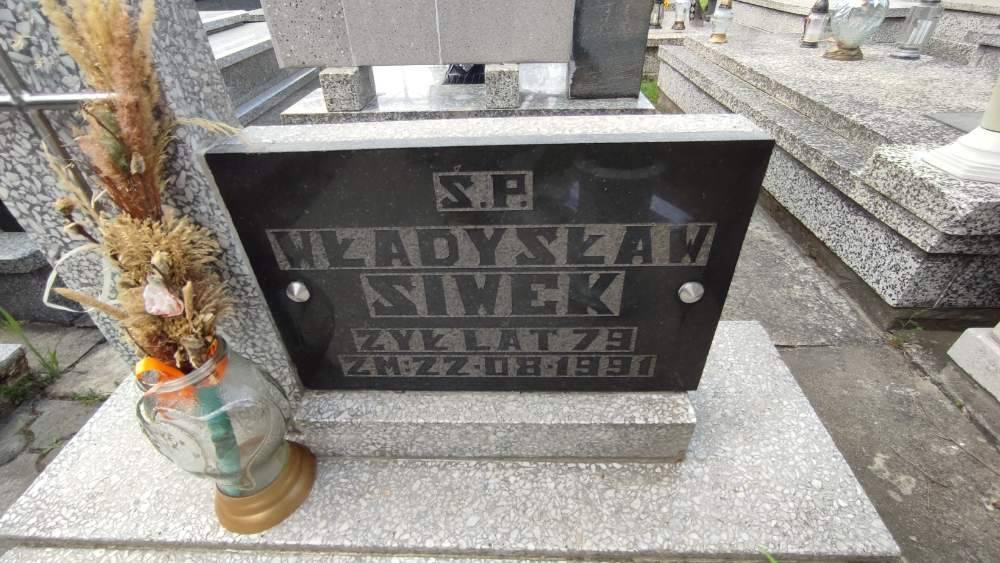 Ś.P.
WŁADYSŁAW
SIWEK
ŻYŁ LAT 79
ZM. 22-08-1991